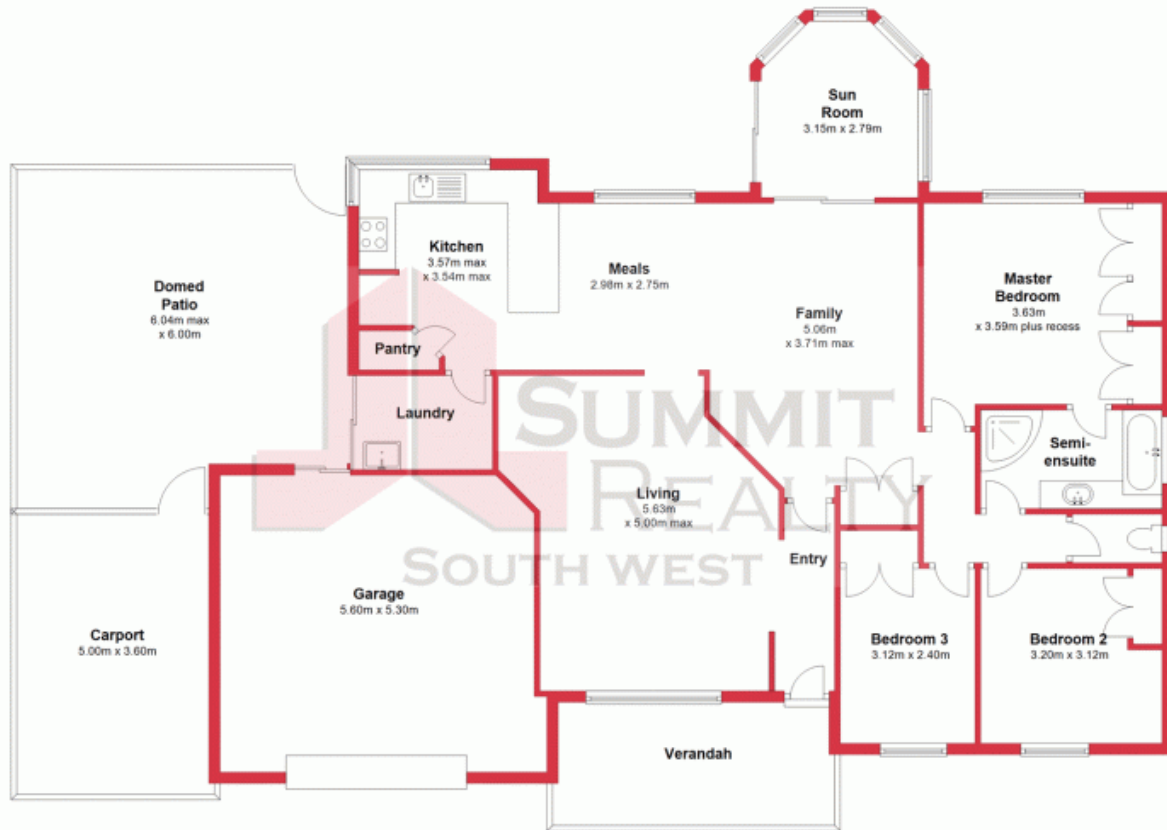 Sun
Room
3.15m x 2.79m
Kitchen
3.57m max
x 3.54m max
Meals
2.98m x 2.75m
Domed
Patio
6.04m max
x 6.00m
Master
Bedroom
3.63m
x 3.59m plus recess
Family
5.06m
x 3.71m max
Pantry
Laundry
SUMMIT
REALTY
SOUTH WEST
Semi-
ensuite
Living
5.63m
x 5.00m max
Entry
Garage
5.60m x 5.30m
Carport
5.00m x 3.60m
Bedroom 3
3.12m x 2.40m
Bedroom 2
3.20m x 3.12m
Verandah